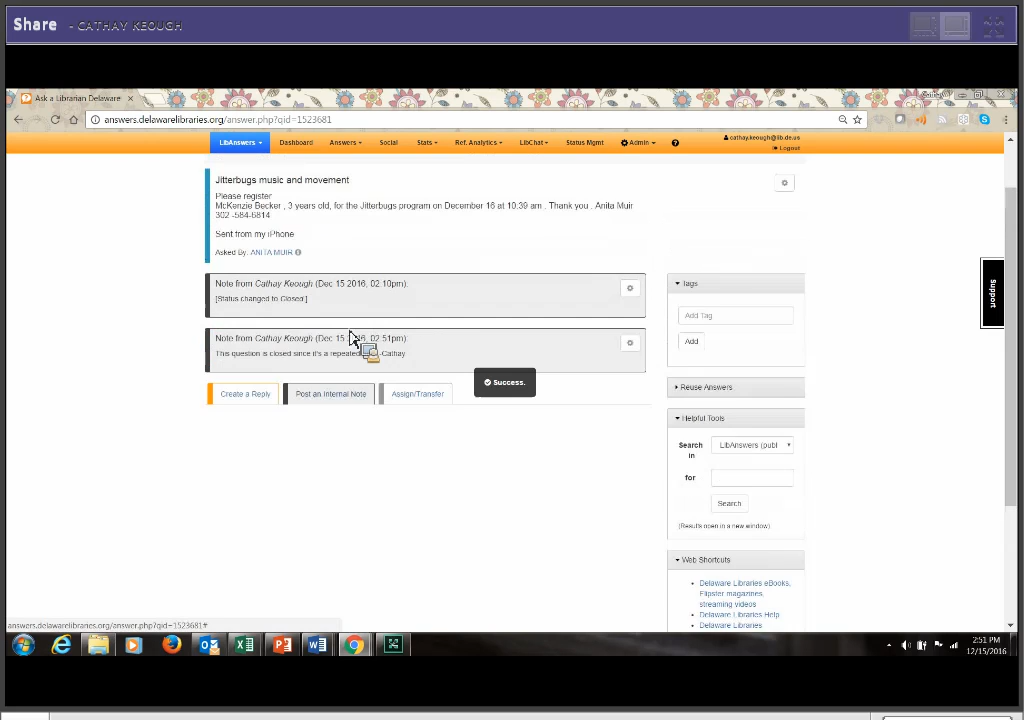 Share - CATHAY KEOUGH
Ask a Librarian Delaware
answers.delawarelibraries.org/answer.php?qid=1523681
cathay.keough@lib.de.us
LibAnswers Dashboard Answers Social Stats Ref. Analytics LibChat Status Mgmt Admin
Logout
Jitterbugs music and movement
Please register
McKenzie Becker , 3 years old, for the Jitterbugs program on December 16 at 10:39 am . Thank you . Anita Muir
302 -584-6814
Sent from my iPhone
Asked By: ANITA MUIR
Note from Cathay Keough (Dec 15 2016, 02:10pm):
[Status changed to Closed]
Note from Cathay Keough (Dec 15 2016, 02:51pm):
This question is closed since it's a repeated Cathay
Success.
Create a Reply
Post an Internal Note
Assign/Transfer
Tags
Add Tag
Add
Reuse Answers
Helpful Tools
Search in
LibAnswers (publ
for
Search
(Results open in a new window)
Web Shortcuts
Delaware Libraries eBooks,
Flipster magazines,
streaming videos
Delaware Libraries Help
Delaware Libraries
Support
answers.delawarelibraries.org/answer.php?qid=1523681#
2:51 PM
12/15/2016